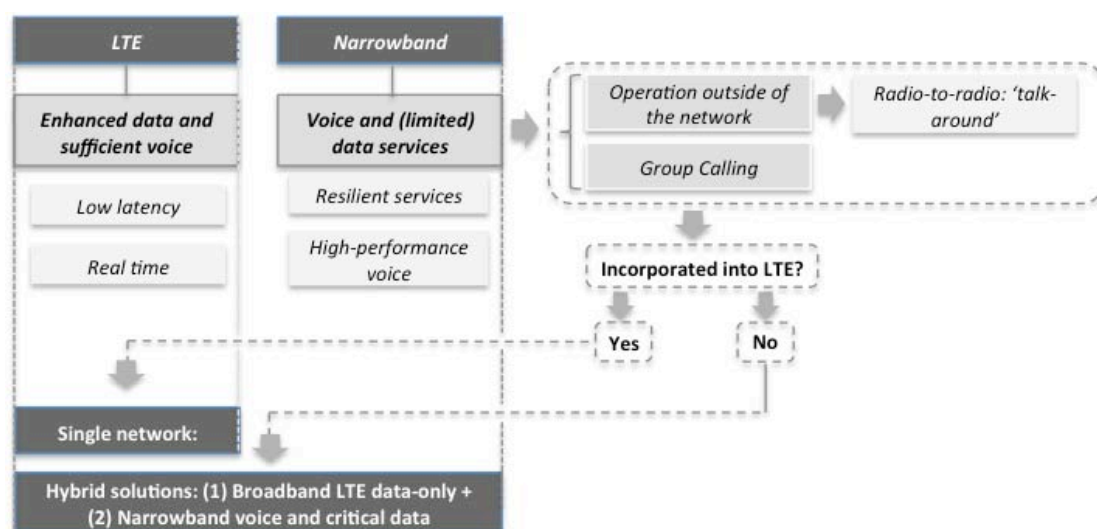 LTE
Narrowband
Enhanced data and
sufficient voice
Low latency
Real time
Voice and (limited)
data services
Resilient services
High-performance
voice
Operation outside of
the network
Radio-to-radio: ‘talk-
around’
Group Calling
Incorporated into LTE?
Yes
No
Single network:
Hybrid solutions: (1) Broadband LTE data-only +
(2) Narrowband voice and critical data